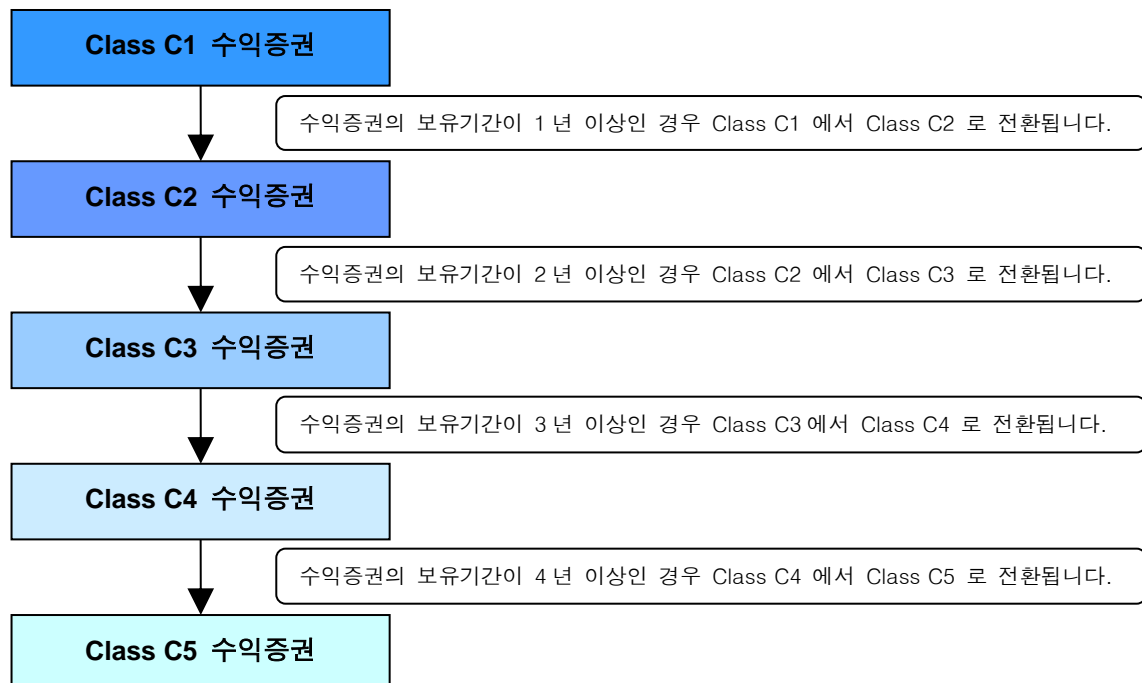 Class C1 수익증권
수익증권의 보유기간이 1년 이상인 경우 Class C1 에서 Class C2 로 전환됩니다.
Class C2 수익증권
수익증권의 보유기간이 2년 이상인 경우 Class C2 에서 Class C3 로 전환됩니다.
Class C3 수익증권
수익증권의 보유기간이 3년 이상인 경우 Class C3에서 Class C4 로 전환됩니다.
Class C4 수익증권
수익증권의 보유기간이 4년 이상인 경우 Class C4 에서 Class C5 로 전환됩니다.
Class C5 수익증권